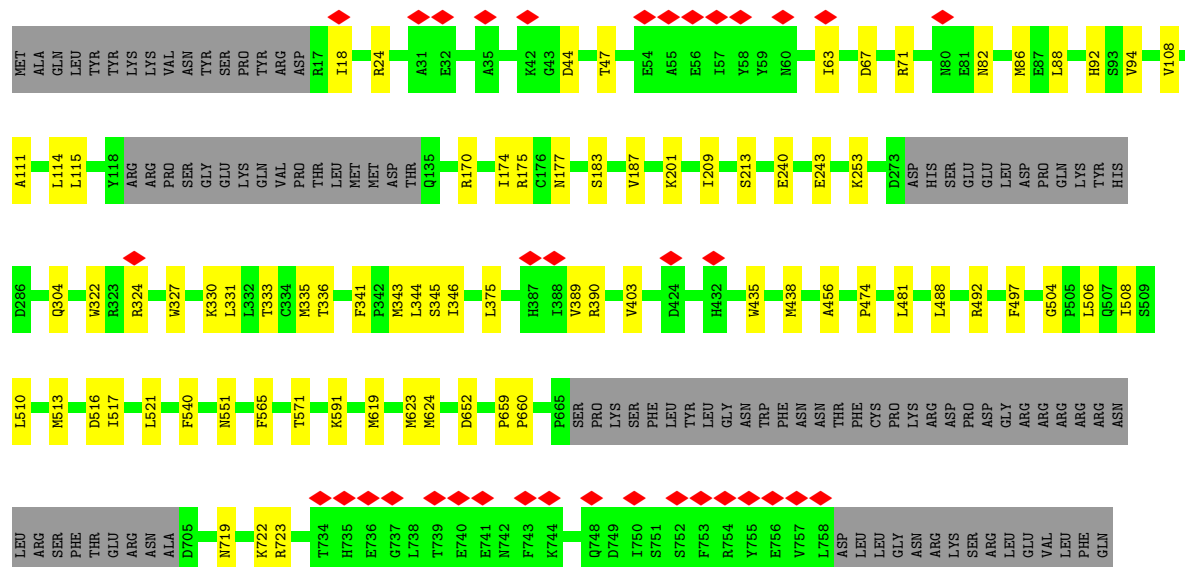 MET ALA GLN LEU TYR TYR LYS LYS VAL ASN TYR SER PRO TYR ARG ASP R17 I18 R24 A31 E32 A35 K42 G43 D44 T47 E54 A55 E56 I57 Y58 Y59 N60 I63 D67 R71 N80 E81 N82 M86 E87 L88 H92 S93 V94 V108
A111 L114 L115 Y118 ARG ARG PRO SER GLY GLU LYS GLN VAL PRO THR LEU MET MET ASP THR Q135 R170 I174 R175 C176 N177 S183 V187 K201 I209 S213 E240 E243 K253 D273 ASP HIS SER GLU GLU LEU ASP PRO GLN LYS TYR HIS
D286 Q304 W322 R323 R324 W327 K330 L331 L332 T333 C334 M335 T336 F341 P342 M343 L344 S345 I346 L375 H387 I388 V389 R390 V403 D424 H432 W435 M438 A456 P474 L481 L488 R492 F497 G504 P505 L506 Q507 I508 S509
L510 M513 D516 I517 L521 F540 N551 F565 T571 K591 M619 M623 M624 D652 P659 P660 P665 SER PRO LYS SER PHE LEU TYR LEU GLY ASN TRP PHE ASN ASN THR PHE CYS PRO LYS ARG ASP PRO ASP GLY ARG ARG ARG ARG ARG ASN
LEU ARG SER PHE THR GLU ARG ASN ALA D705 N719 K722 R723 T734 H735 E736 G737 L738 T739 E740 E741 N742 F743 K744 Q748 D749 I750 S751 S752 F753 R754 Y755 E756 V757 L758 ASP LEU LEU GLY ASN ARG LYS SER ARG LEU GLU VAL LEU PHE GLN